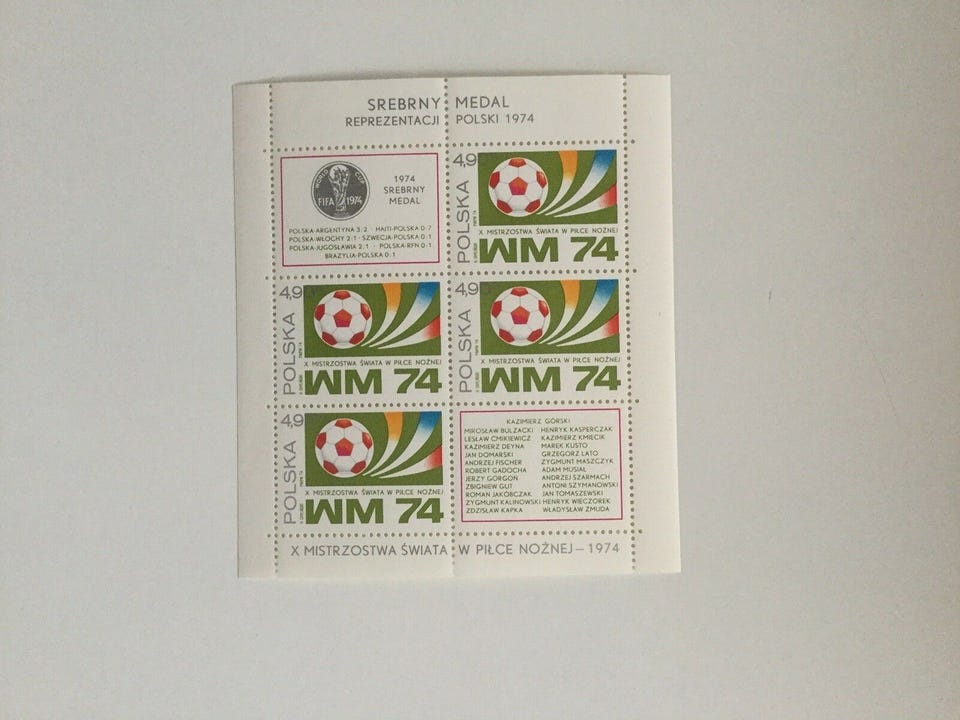 SREBRNY MEDAL
REPREZENTACJI POLSKI 1974
WORLD CUP
FIFA 1974
1974
SREBRNY
MEDAL
POLSKA-ARGENTYNA 3:2 · HAITI-POLSKA 0:7
POLSKA-WŁOCHY 2:1 · SZWECJA-POLSKA 0:1
POLSKA-JUGOSŁAWIA 2:1 · POLSKA-RFN 0:1
BRAZYLIA-POLSKA 0:1
4,90
POLSKA
X MISTRZOSTWA ŚWIATA W PIŁCE NOŻNEJ
WM 74
4,90
POLSKA
X MISTRZOSTWA ŚWIATA W PIŁCE NOŻNEJ
WM 74
4,90
POLSKA
X MISTRZOSTWA ŚWIATA W PIŁCE NOŻNEJ
WM 74
4,90
POLSKA
X MISTRZOSTWA ŚWIATA W PIŁCE NOŻNEJ
WM 74
KAZIMIERZ GÓRSKI
MIROSŁAW BULZACKI HENRYK KASPERCZAK
LESŁAW ĆMIKIEWICZ KAZIMIERZ KMIECIK
KAZIMIERZ DEYNA MAREK KUSTO
JAN DOMARSKI GRZEGORZ LATO
ANDRZEJ FISCHER ZYGMUNT MASZCZYK
ROBERT GADOCHA ADAM MUSIAŁ
JERZY GORGOŃ ANDRZEJ SZARMACH
ZBIGNIEW GUT ANTONI SZYMANOWSKI
ROMAN JAKÓBCZAK JAN TOMASZEWSKI
ZYGMUNT KALINOWSKI HENRYK WIECZOREK
ZDZISŁAW KAPKA WŁADYSŁAW ŻMUDA
X MISTRZOSTWA ŚWIATA W PIŁCE NOŻNEJ – 1974